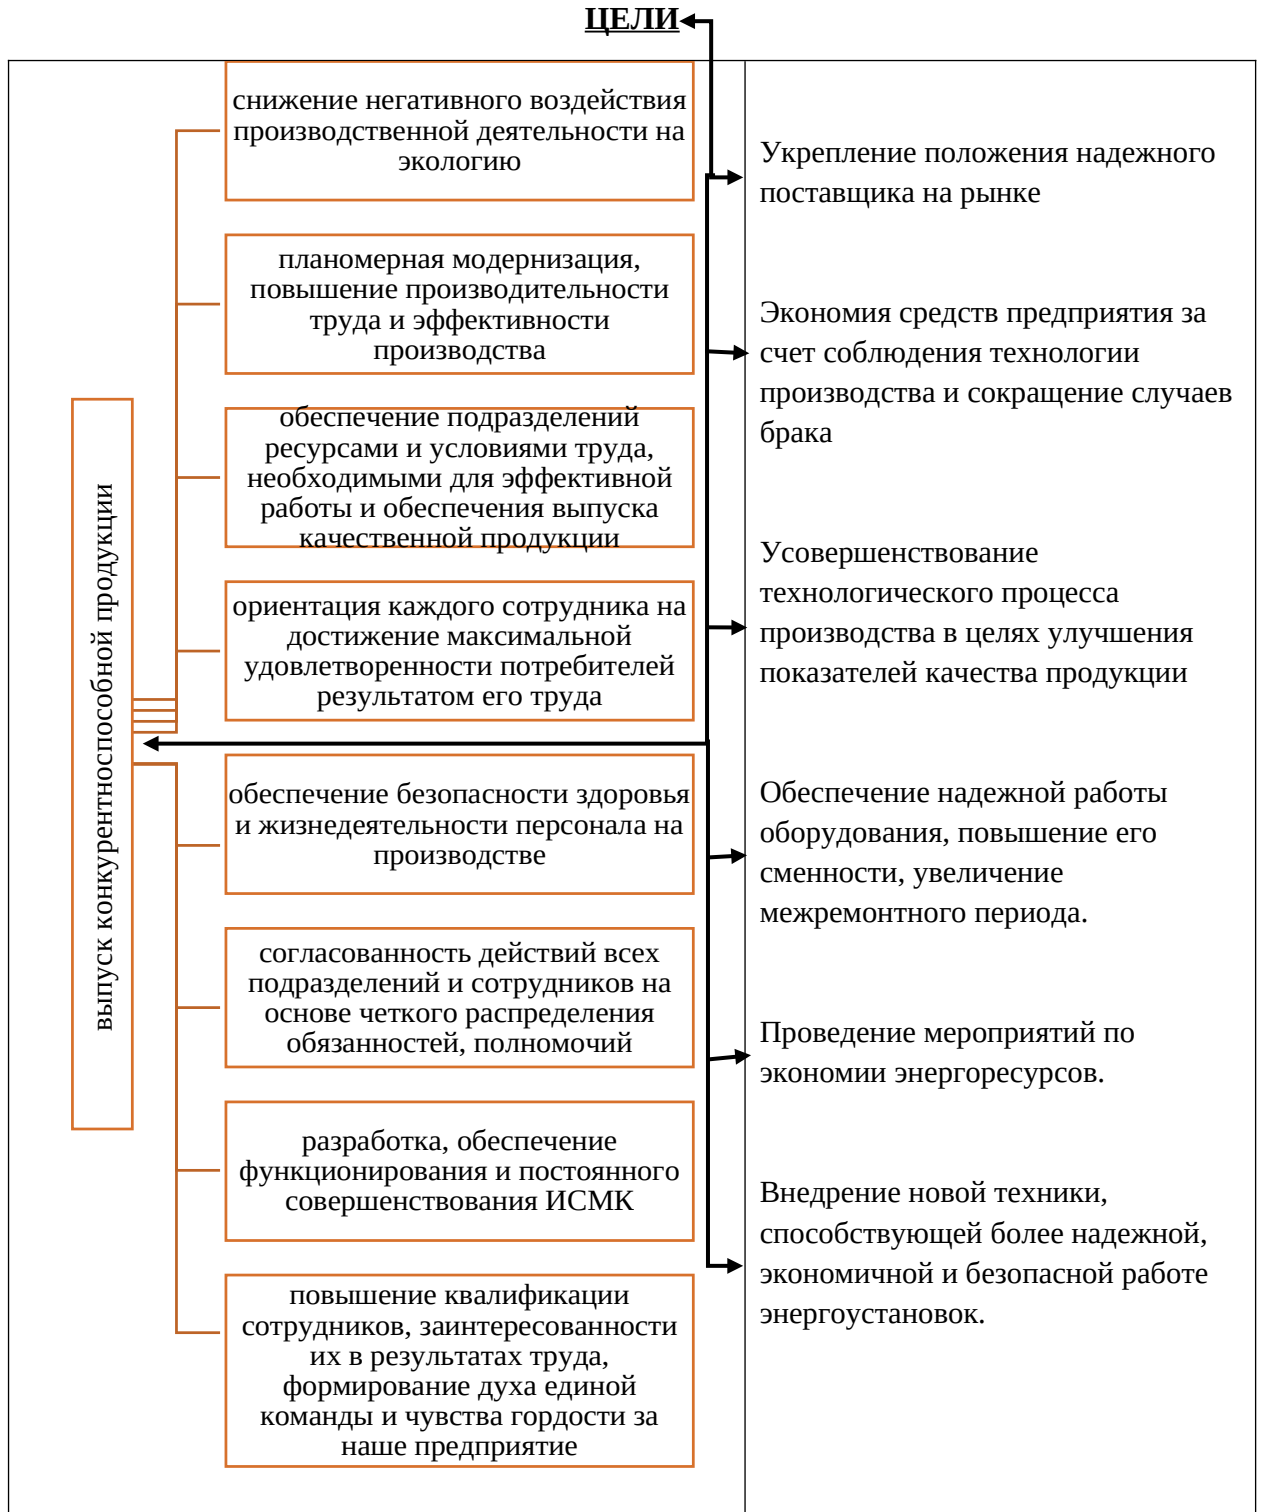 ЦЕЛИ
выпуск конкурентноспособной продукции
снижение негативного воздействия
производственной деятельности на
экологию
планомерная модернизация,
повышение производительности
труда и эффективности
производства
обеспечение подразделений
ресурсами и условиями труда,
необходимыми для эффективной
работы и обеспечения выпуска
качественной продукции
ориентация каждого сотрудника на
достижение максимальной
удовлетворенности потребителей
результатом его труда
обеспечение безопасности здоровья
и жизнедеятельности персонала на
производстве
согласованность действий всех
подразделений и сотрудников на
основе четкого распределения
обязанностей, полномочий
разработка, обеспечение
функционирования и постоянного
совершенствования ИСМК
повышение квалификации
сотрудников, заинтересованности
их в результатах труда,
формирование духа единой
команды и чувства гордости за
наше предприятие
Укрепление положения надежного
поставщика на рынке
Экономия средств предприятия за
счет соблюдения технологии
производства и сокращение случаев
брака
Усовершенствование
технологического процесса
производства в целях улучшения
показателей качества продукции
Обеспечение надежной работы
оборудования, повышение его
сменности, увеличение
межремонтного периода.
Проведение мероприятий по
экономии энергоресурсов.
Внедрение новой техники,
способствующей более надежной,
экономичной и безопасной работе
энергоустановок.